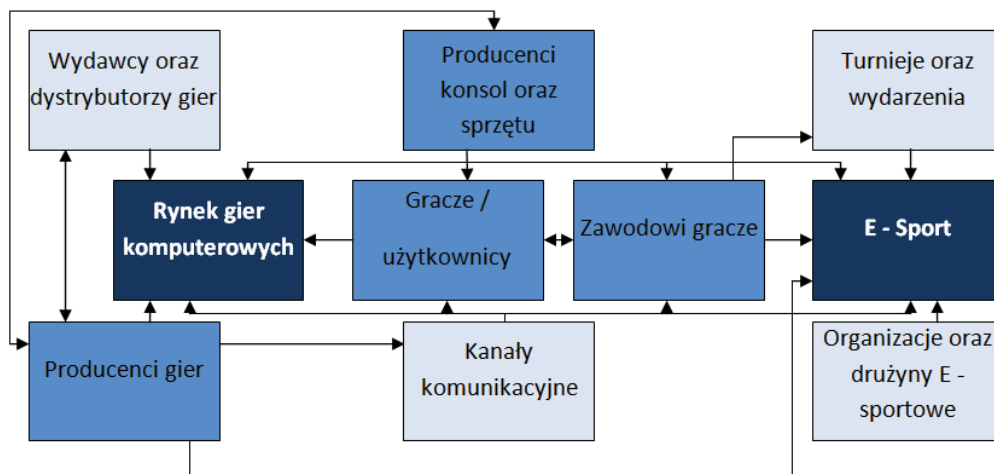 Wydawcy oraz
dystrybutorzy gier
Producenci
konsol oraz
sprzętu
Turnieje oraz
wydarzenia
Rynek gier
komputerowych
Gracze /
użytkownicy
Zawodowi gracze
E - Sport
Producenci gier
Kanały
komunikacyjne
Organizacje oraz
drużyny E -
sportowe